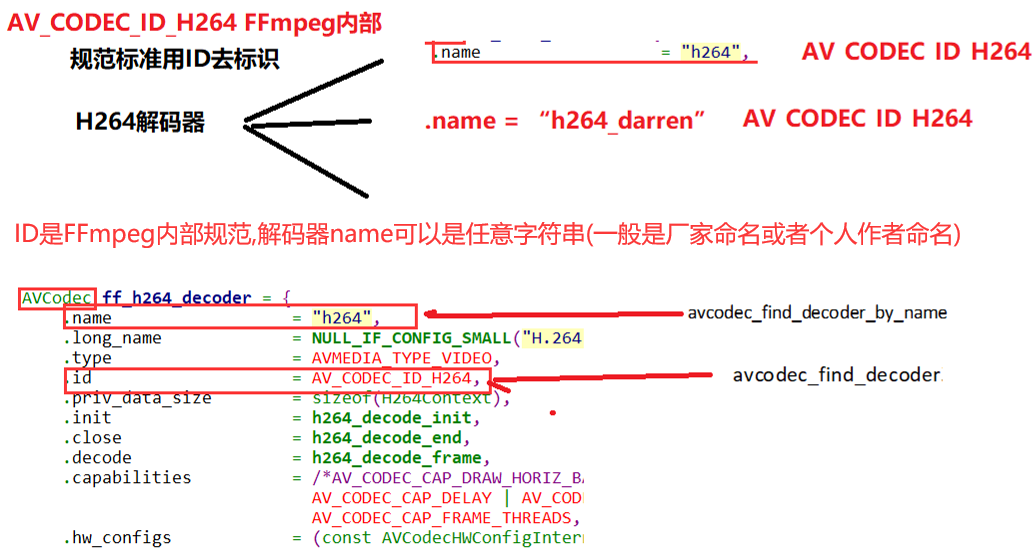 AV_CODEC_ID_H264 FFmpeg内部
规范标准用ID去标识
.name = "h264", AV CODEC ID H264
H264解码器
.name = “h264_darren” AV CODEC ID H264
ID是FFmpeg内部规范,解码器name可以是任意字符串(一般是厂家命名或者个人作者命名)
AVCodec ff_h264_decoder = {
.name = "h264", avcodec_find_decoder_by_name
.long_name = NULL_IF_CONFIG_SMALL("H.264
.type = AVMEDIA_TYPE_VIDEO,
.id = AV_CODEC_ID_H264, avcodec_find_decoder
.priv_data_size = sizeof(H264Context),
.init = h264_decode_init,
.close = h264_decode_end,
.decode = h264_decode_frame,
.capabilities = /*AV_CODEC_CAP_DRAW_HORIZ_BA
AV_CODEC_CAP_DELAY | AV_CODE
AV_CODEC_CAP_FRAME_THREADS,
.hw_configs = (const AVCodecHWConfigIntern